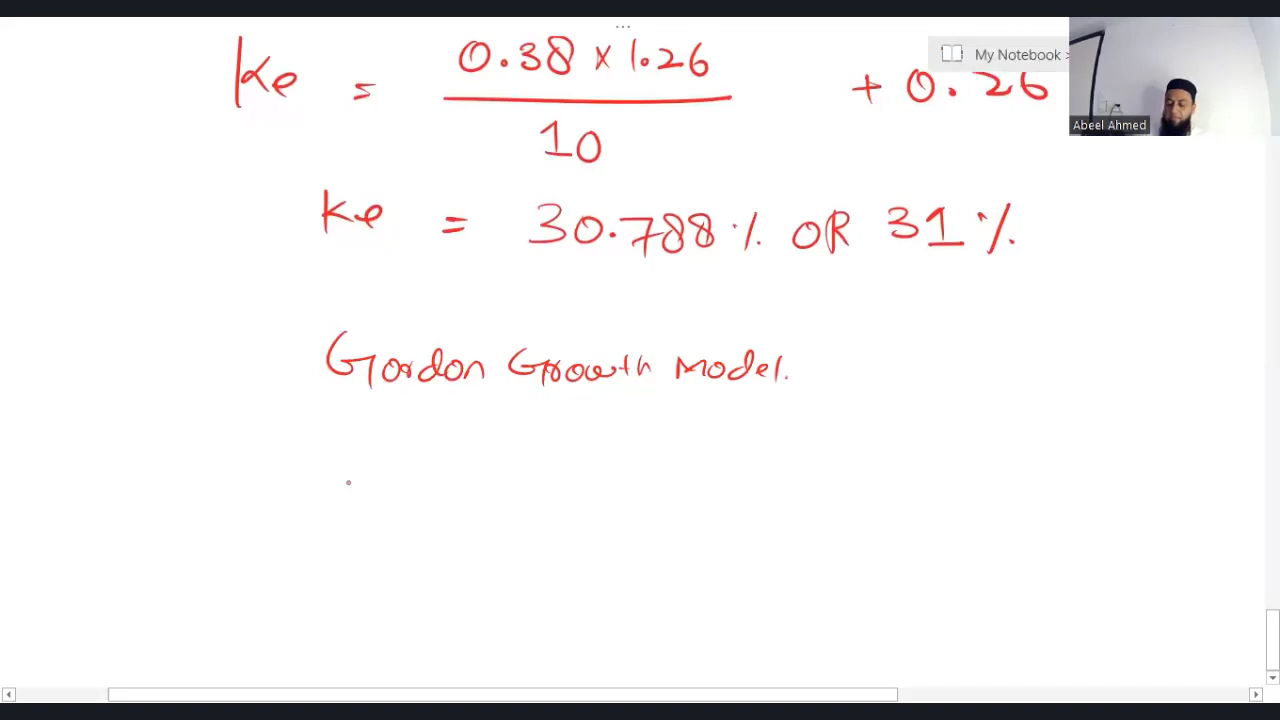 ...
My Notebook >
Ke = 0.38 x 1.26
10
+ 0.26
Abeel Ahmed
Ke = 30.788% OR 31%
Gordon Growth Model.